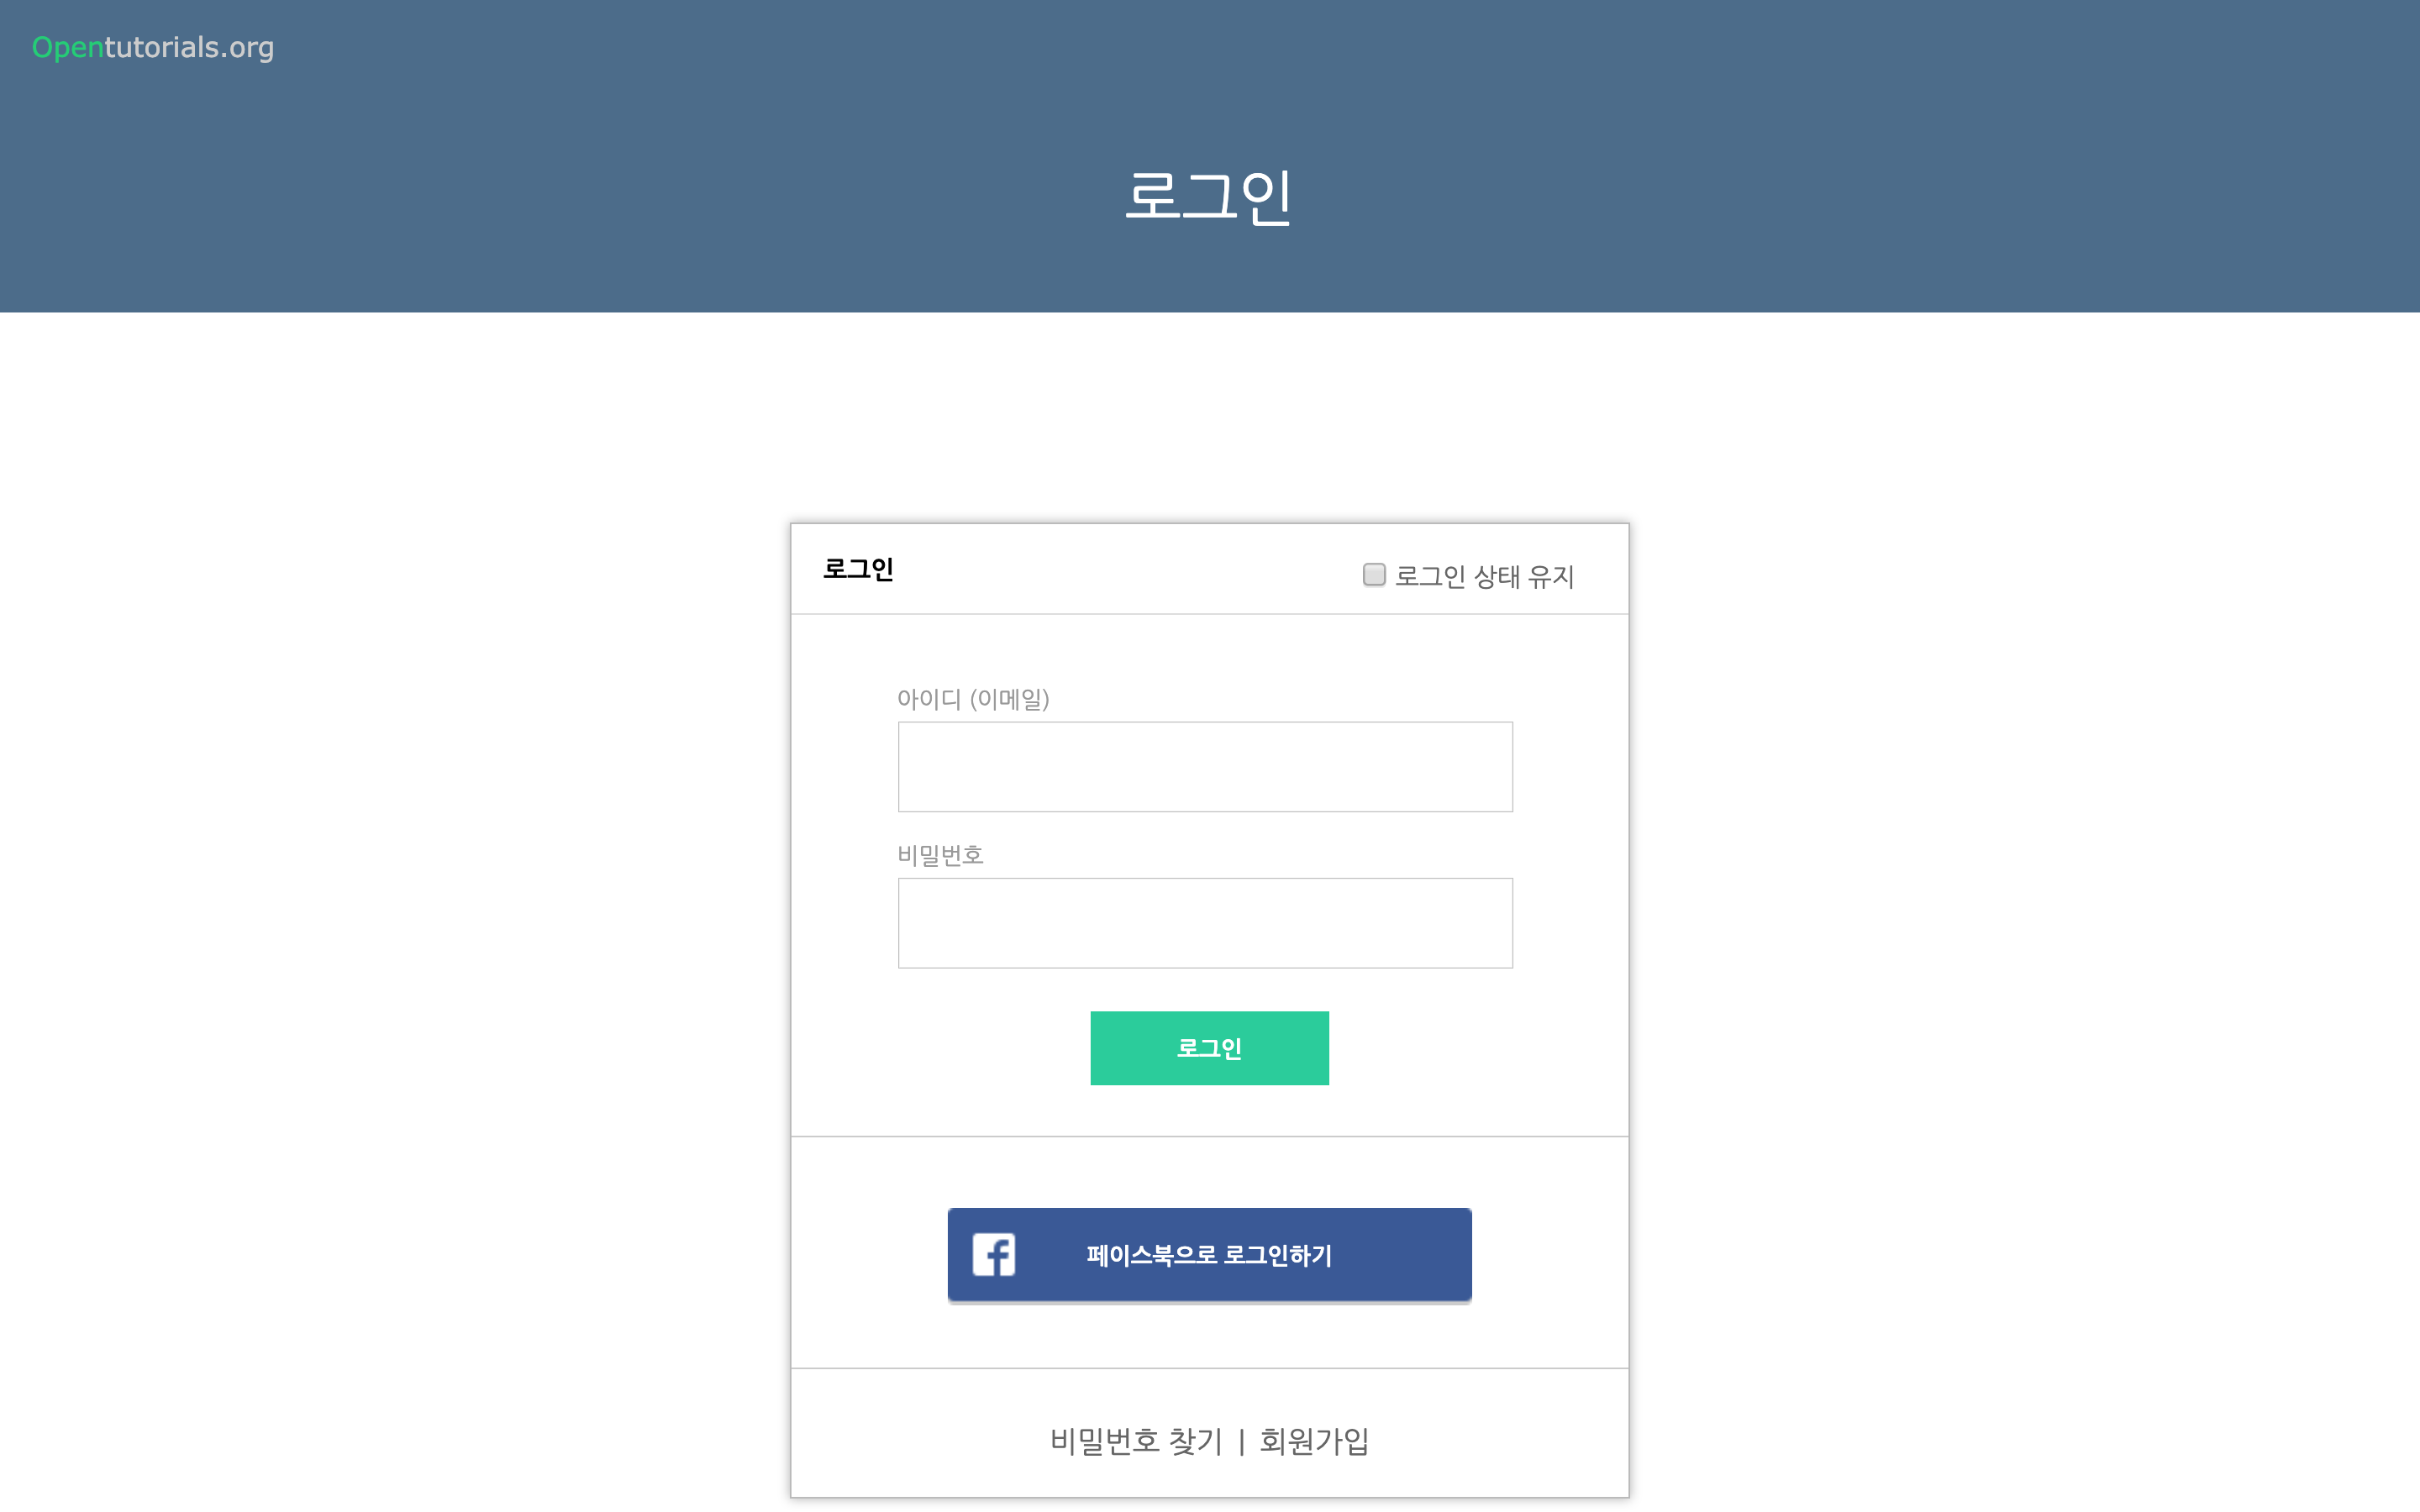 Opentutorials.org
로그인
로그인
로그인 상태 유지
아이디 (이메일)
비밀번호
로그인
페이스북으로 로그인하기
비밀번호 찾기 | 회원가입